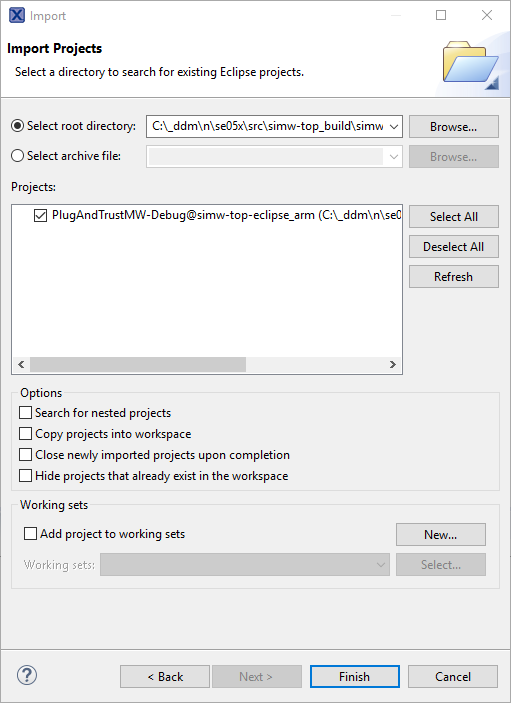 Import
Import Projects
Select a directory to search for existing Eclipse projects.
Select root directory: C:\_ddm\n\se05x\src\simw-top_build\simw Browse...
Select archive file: Browse...
Projects:
PlugAndTrustMW-Debug@simw-top-eclipse_arm (C:\_ddm\n\se0 Select All
Deselect All
Refresh
Options
Search for nested projects
Copy projects into workspace
Close newly imported projects upon completion
Hide projects that already exist in the workspace
Working sets
Add project to working sets New...
Working sets: Select...
? < Back Next > Finish Cancel